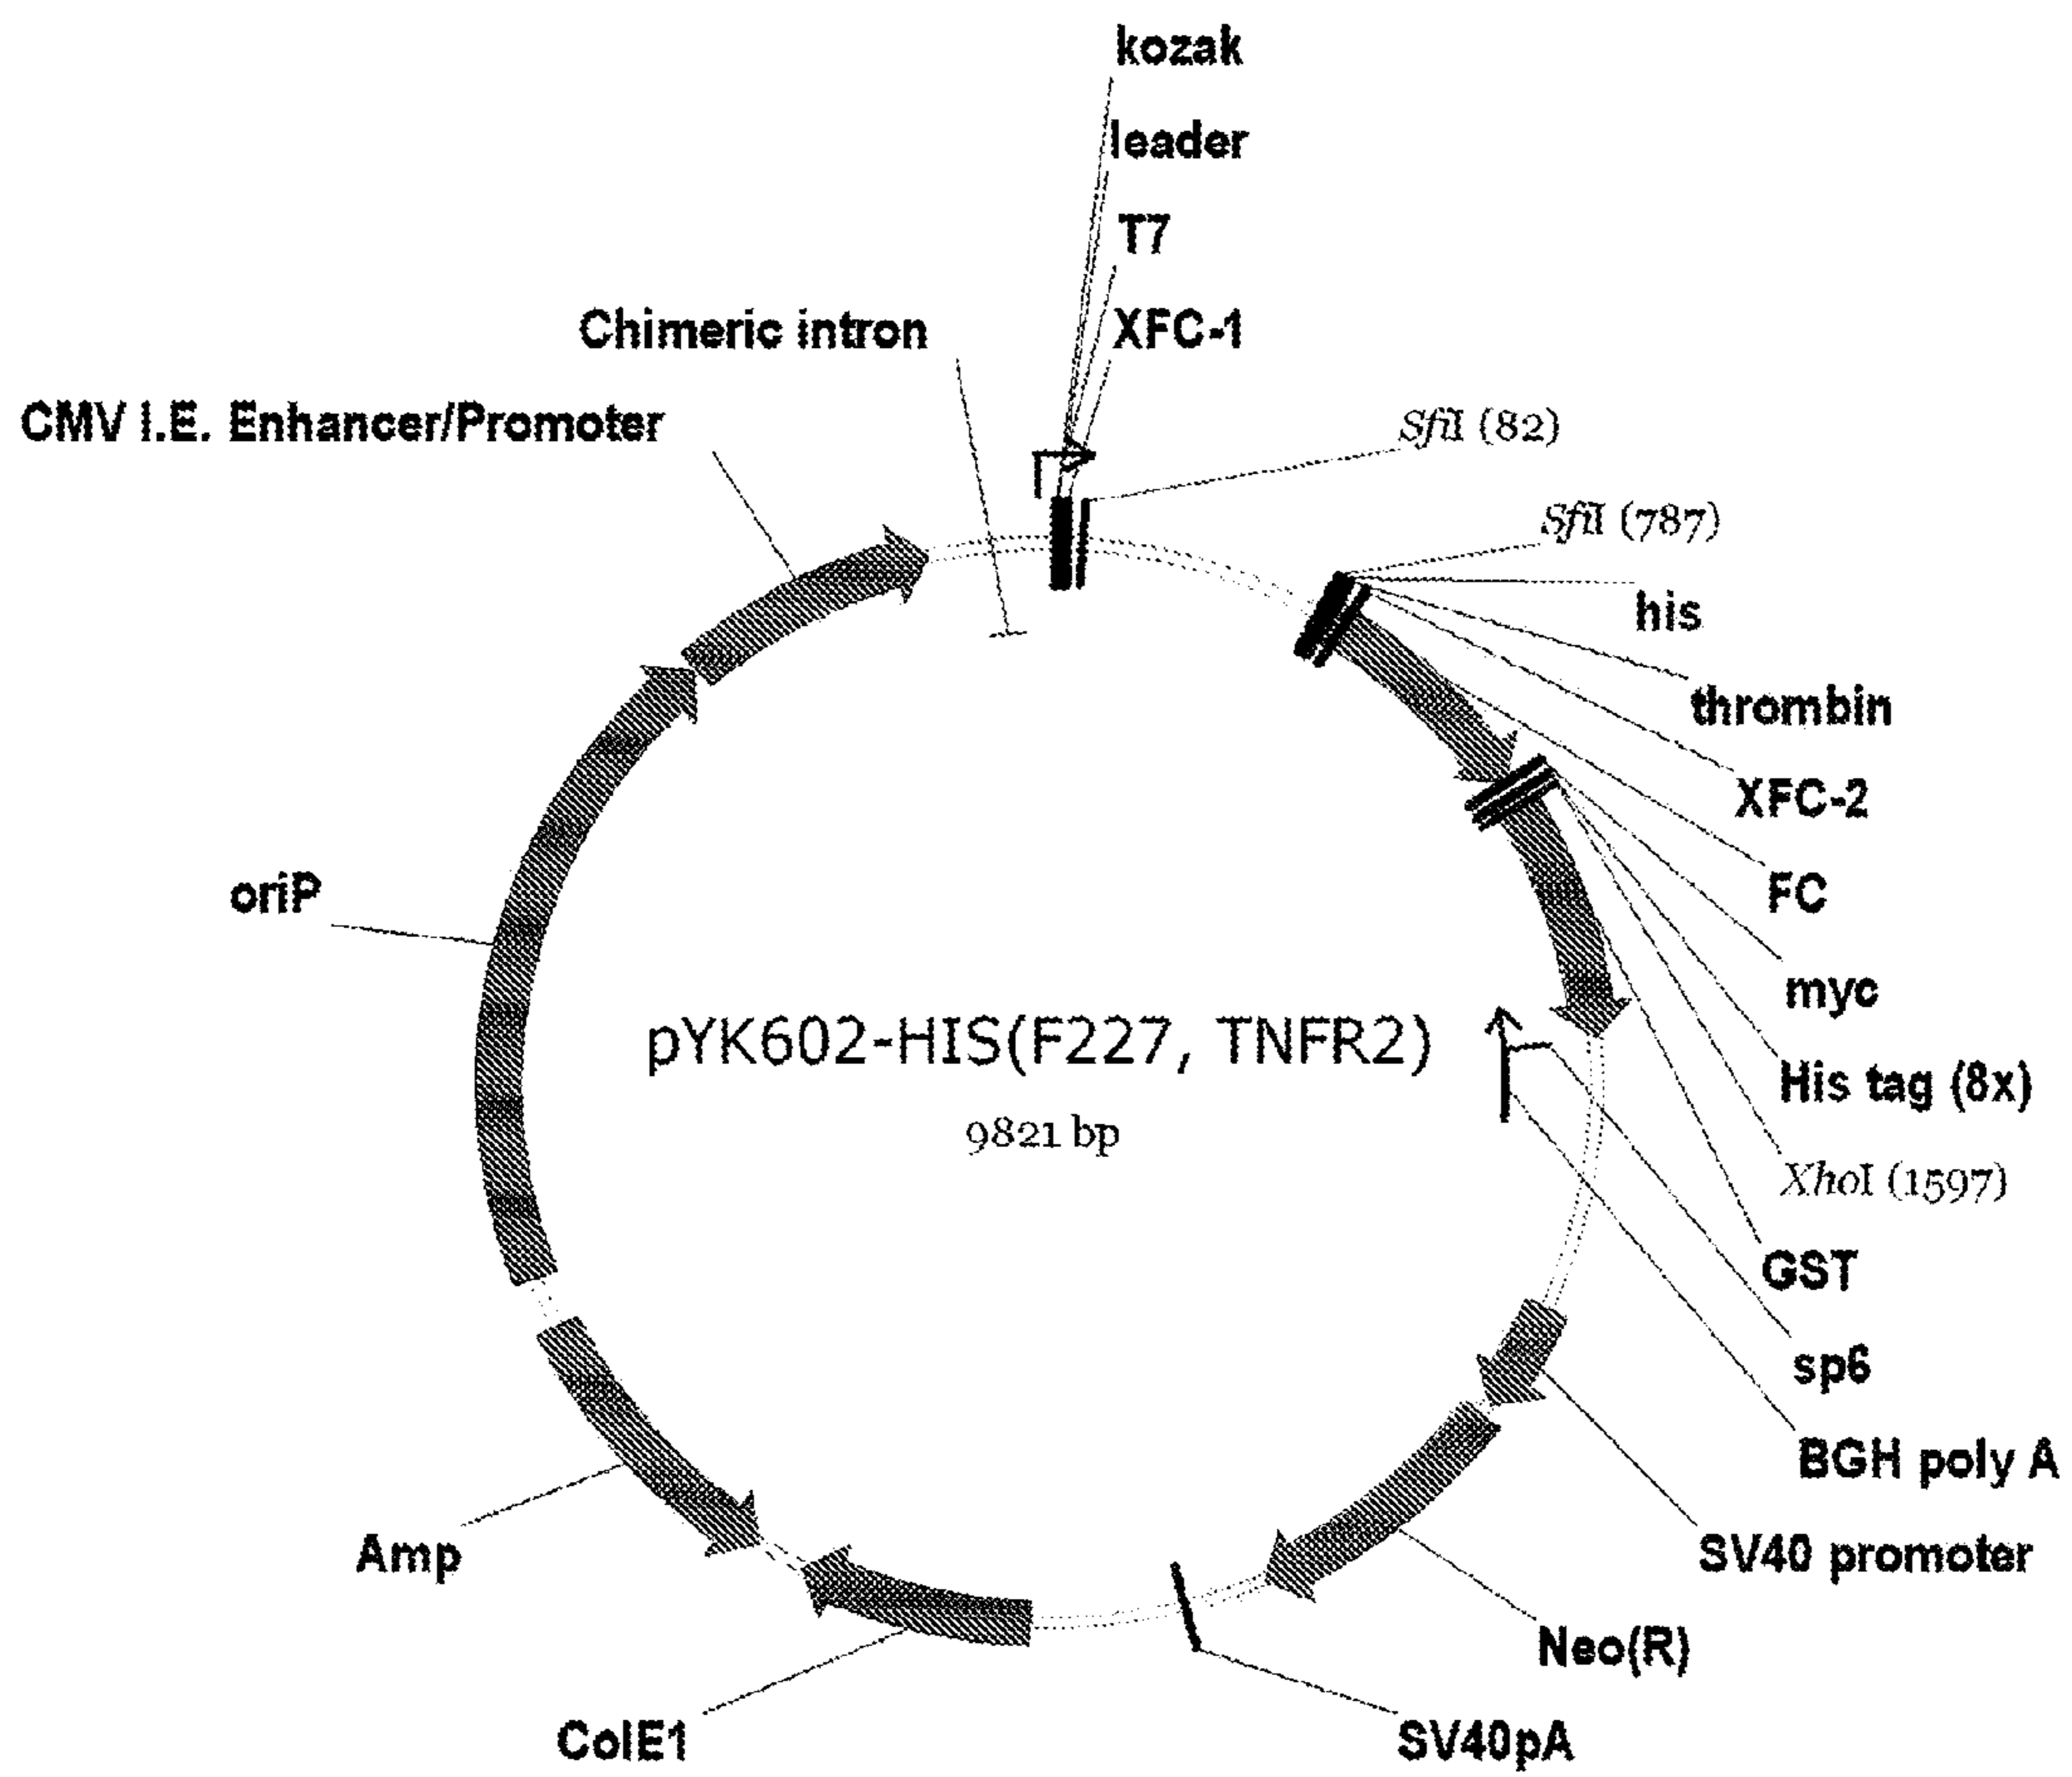 kozak
leader
T7
XFC-1
Chimeric intron
CMV I.E. Enhancer/Promoter
SfiI (82)
SfiI (787)
his
thrombin
XFC-2
oriP
FC
myc
pYK602-HIS(F227, TNFR2)
9821 bp
His tag (8x)
XhoI (1597)
GST
sp6
BGH poly A
SV40 promoter
Amp
Neo(R)
ColE1
SV40pA